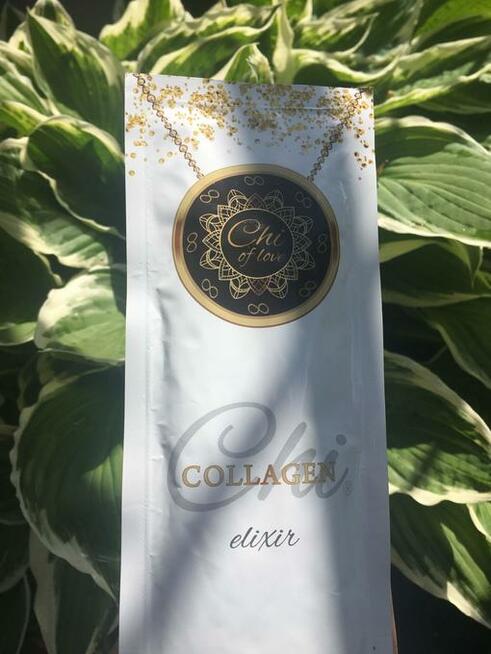 Chi
of love
Chi
COLLAGEN
®
elixir